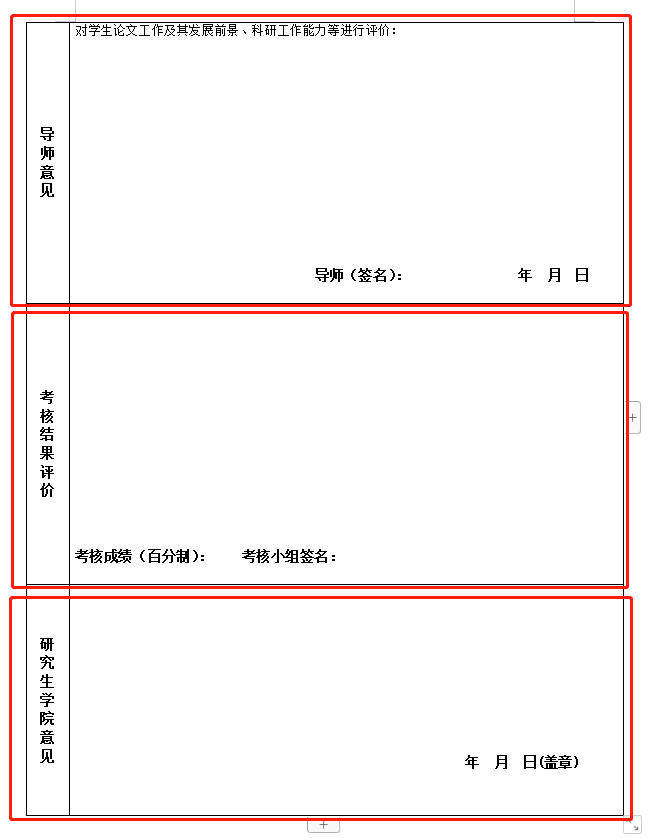 对学生论文工作及其发展前景、科研工作能力等进行评价：
导师意见
导师（签名）： 年 月 日
考核结果评价
考核成绩（百分制）： 考核小组签名：
研究生学院意见
年 月 日(盖章)